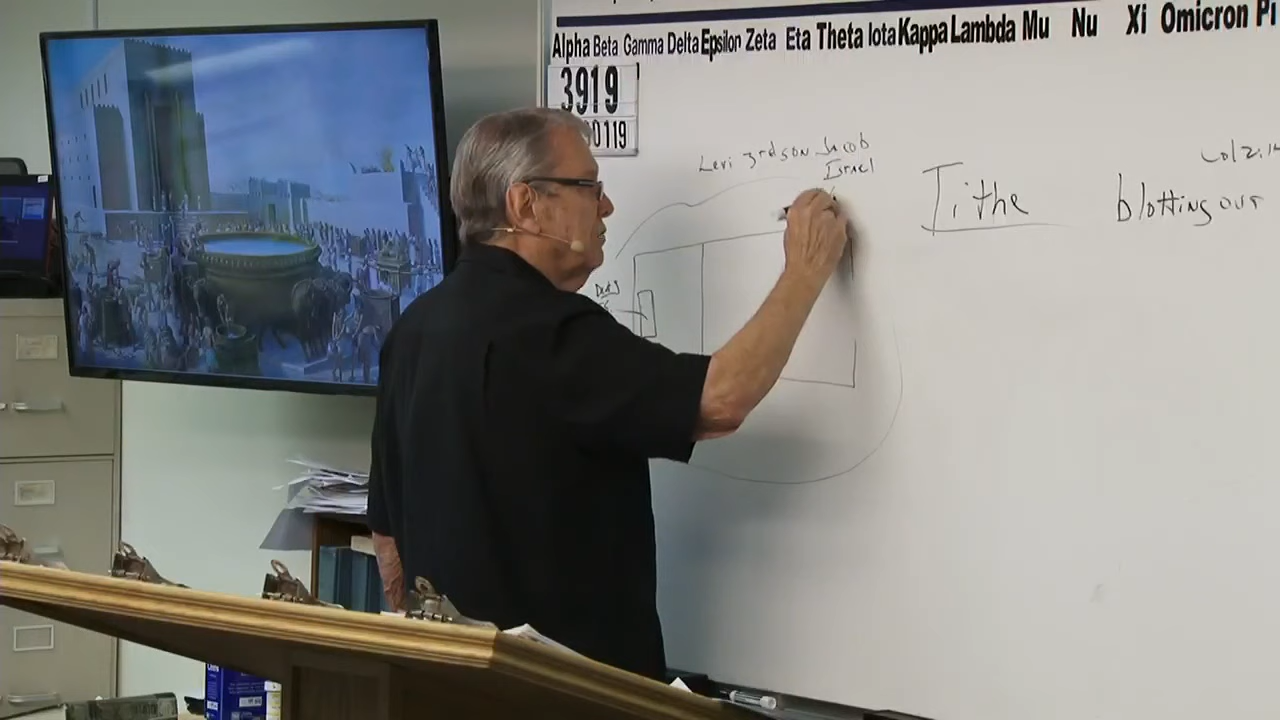 Alpha Beta Gamma Delta Epsilon Zeta Eta Theta Iota Kappa Lambda Mu Nu Xi Omicron Pi
3919
0119
Levi 3rd son Jacob
Israel
Tithe
blotting out
Col 2:14